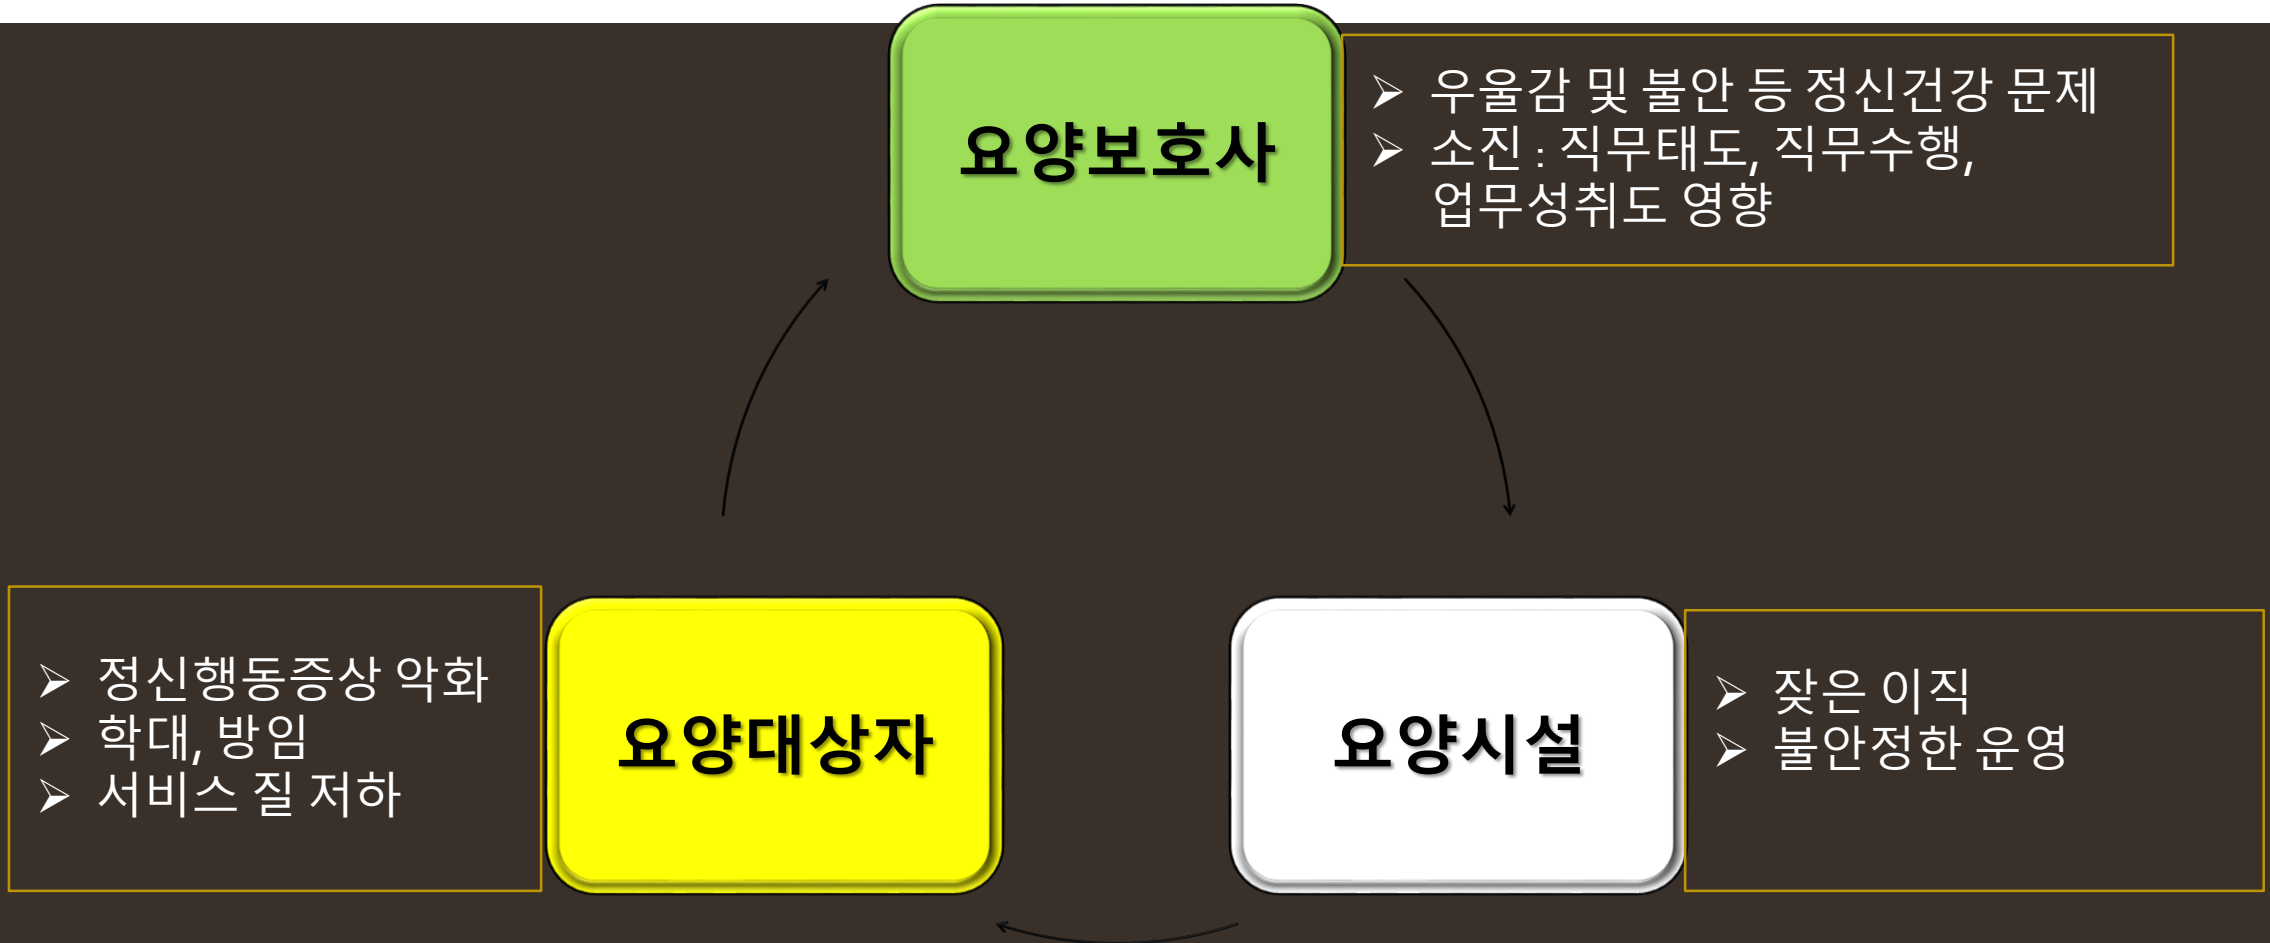 요양보호사
➢ 우울감 및 불안 등 정신건강 문제
➢ 소진 : 직무태도, 직무수행,
업무성취도 영향
➢ 정신행동증상 악화
➢ 학대, 방임
➢ 서비스 질 저하
요양대상자
요양시설
➢ 잦은 이직
➢ 불안정한 운영